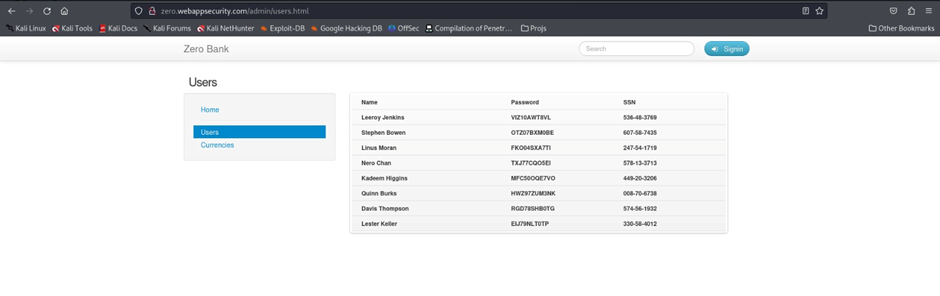 zero.webappsecurity.com/admin/users.html
Kali Linux Kali Tools Kali Docs Kali Forums Kali NetHunter Exploit-DB Google Hacking DB OffSec Compilation of Penetr… Projs Other Bookmarks
Zero Bank Search Signin
Users
Home
Users
Currencies
Name Password SSN
Leeroy Jenkins VIZ10AWT8VL 536-48-3769
Stephen Bowen OTZ07BXM0BE 607-58-7435
Linus Moran FKO04SXA7TI 247-54-1719
Nero Chan TXJ77CQO5EI 578-13-3713
Kadeem Higgins MFC50OQE7VO 449-20-3206
Quinn Burks HWZ97ZUM3NK 008-70-6738
Davis Thompson RGD78SHB0TG 574-56-1932
Lester Keller EIJ79NLT0TP 330-58-4012